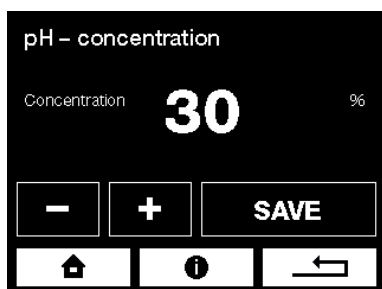 pH – concentration
Concentration 30 %
– + SAVE
i